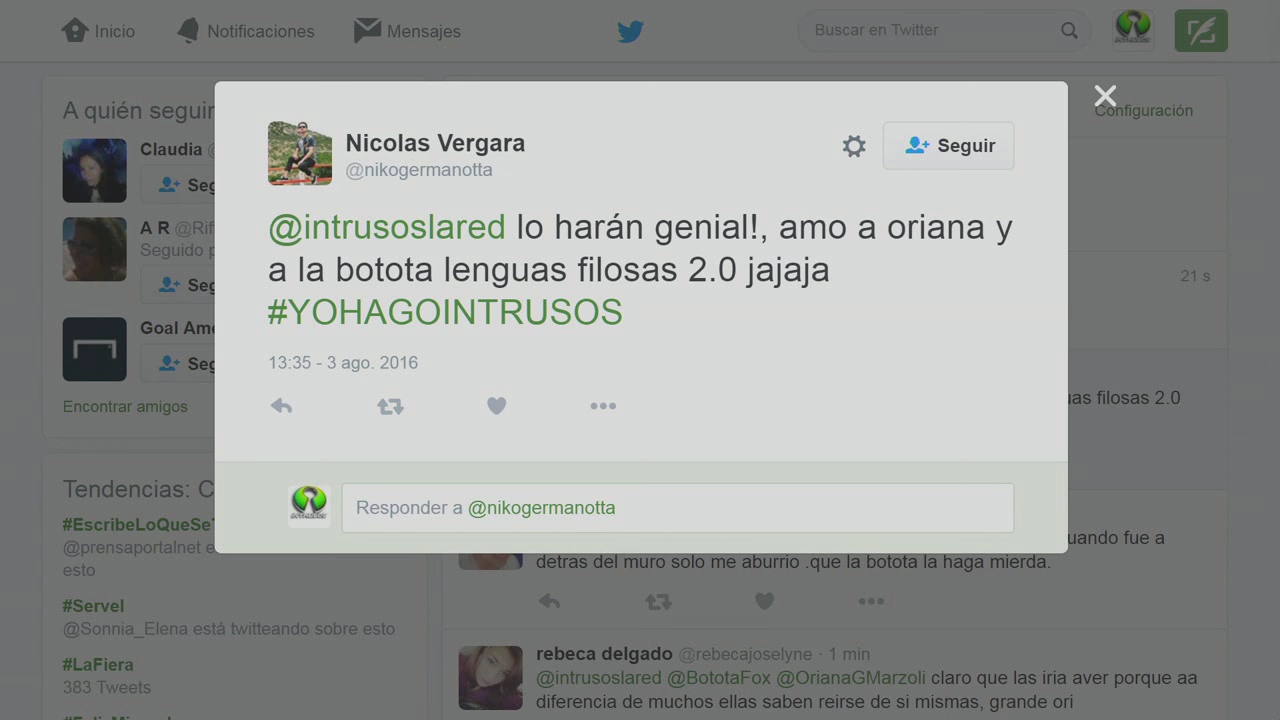 Inicio
Notificaciones
Mensajes
Buscar en Twitter
A quién seguir
Configuración
Claudia
A R @Rif
Seguido p
Goal Ame
Encontrar amigos
Nicolas Vergara
@nikogermanotta
Seguir
@intrusoslared lo harán genial!, amo a oriana y
a la botota lenguas filosas 2.0 jajaja
#YOHAGOINTRUSOS
13:35 - 3 ago. 2016
Responder a @nikogermanotta
21 s
uas filosas 2.0
Tendencias: C
#EscribeLoQueSe
@prensaportalnet e
esto
#Servel
@Sonnia_Elena está twitteando sobre esto
#LaFiera
383 Tweets
uando fue a
detras del muro solo me aburrio .que la botota la haga mierda.
rebeca delgado @rebecajoselyne · 1 min
@intrusoslared @BototaFox @OrianaGMarzoli claro que las iria aver porque aa
diferencia de muchos ellas saben reirse de si mismas, grande ori